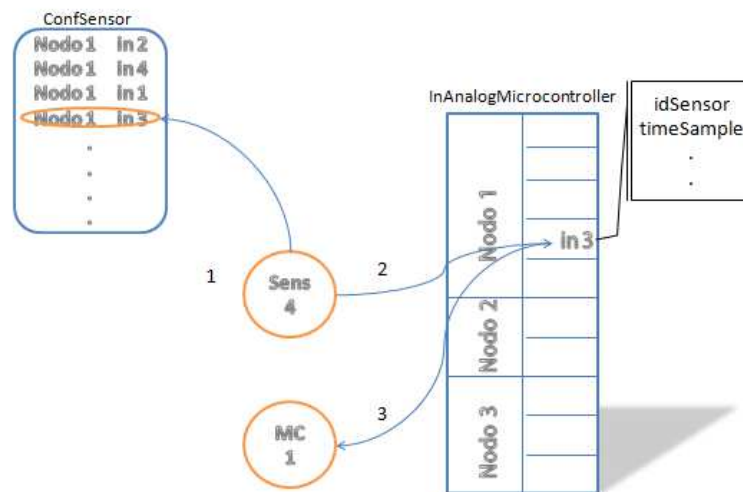 ConfSensor
Nodo 1 in 2
Nodo 1 in 4
Nodo 1 in 1
Nodo 1 in 3
.
.
.
.
InAnalogMicrocontroller
idSensor
timeSample
.
.
Nodo 1
in 3
Nodo 2
Nodo 3
1
2
Sens
4
3
MC
1